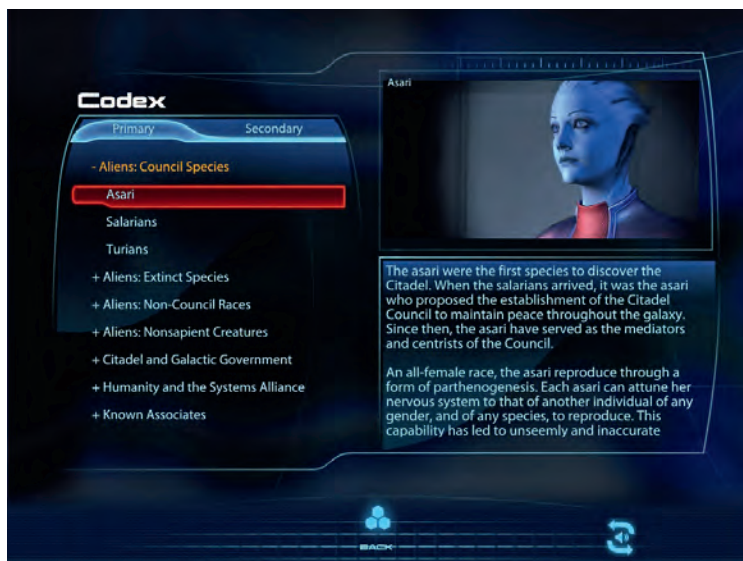 Codex
Primary
Secondary
- Aliens: Council Species
Asari
Salarians
Turians
+ Aliens: Extinct Species
+ Aliens: Non-Council Races
+ Aliens: Nonsapient Creatures
+ Citadel and Galactic Government
+ Humanity and the Systems Alliance
+ Known Associates
Asari
The asari were the first species to discover the
Citadel. When the salarians arrived, it was the asari
who proposed the establishment of the Citadel
Council to maintain peace throughout the galaxy.
Since then, the asari have served as the mediators
and centrists of the Council.
An all-female race, the asari reproduce through a
form of parthenogenesis. Each asari can attune her
nervous system to that of another individual of any
gender, and of any species, to reproduce. This
capability has led to unseemly and inaccurate
BACK